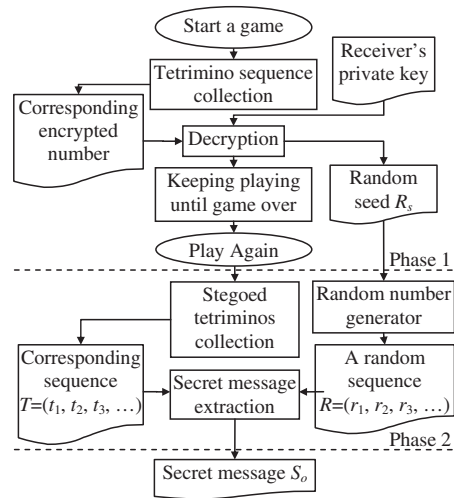 Start a game
Receiver's
private key
Tetrimino sequence
collection
Corresponding
encrypted
number
Decryption
Keeping playing
until game over
Random
seed Rs
Play Again
Phase 1
Stegoed
tetriminos
collection
Random number
generator
Corresponding
sequence
T=(t1, t2, t3, …)
Secret message
extraction
A random
sequence
R=(r1, r2, r3, …)
Phase 2
Secret message So